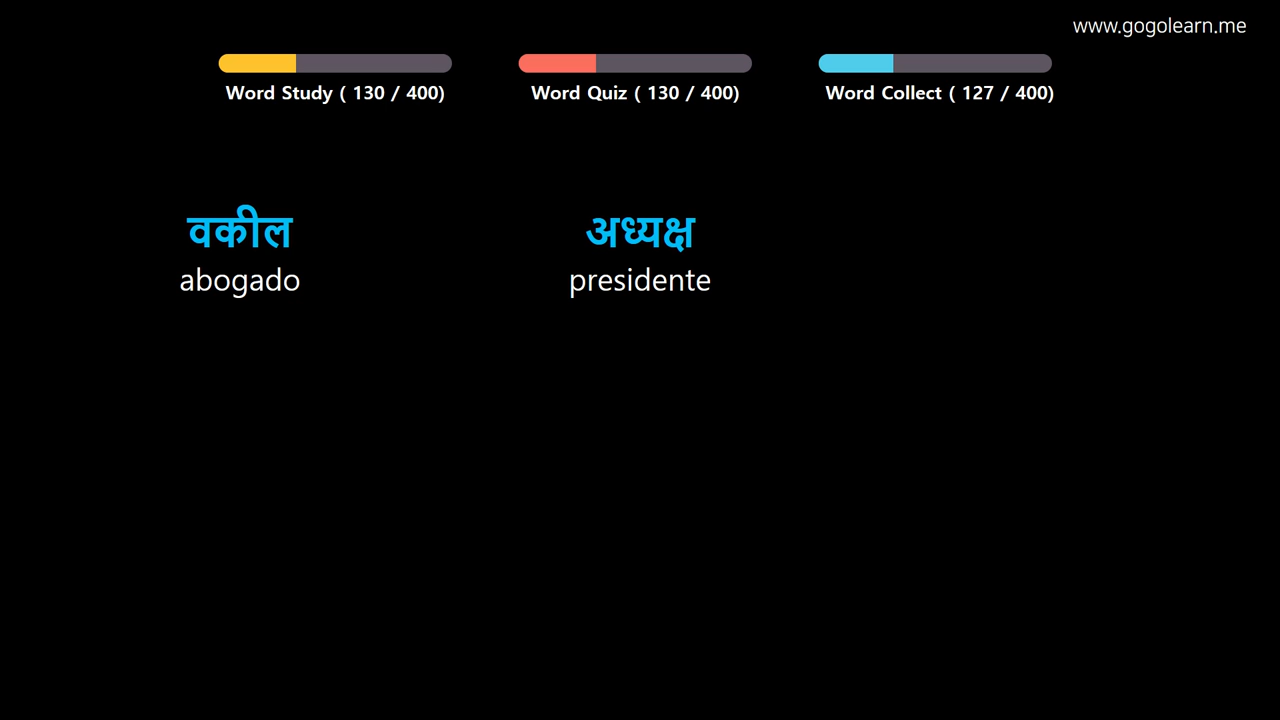 www.gogolearn.me
Word Study ( 130 / 400)
Word Quiz ( 130 / 400)
Word Collect ( 127 / 400)
वकील
abogado
अध्यक्ष
presidente